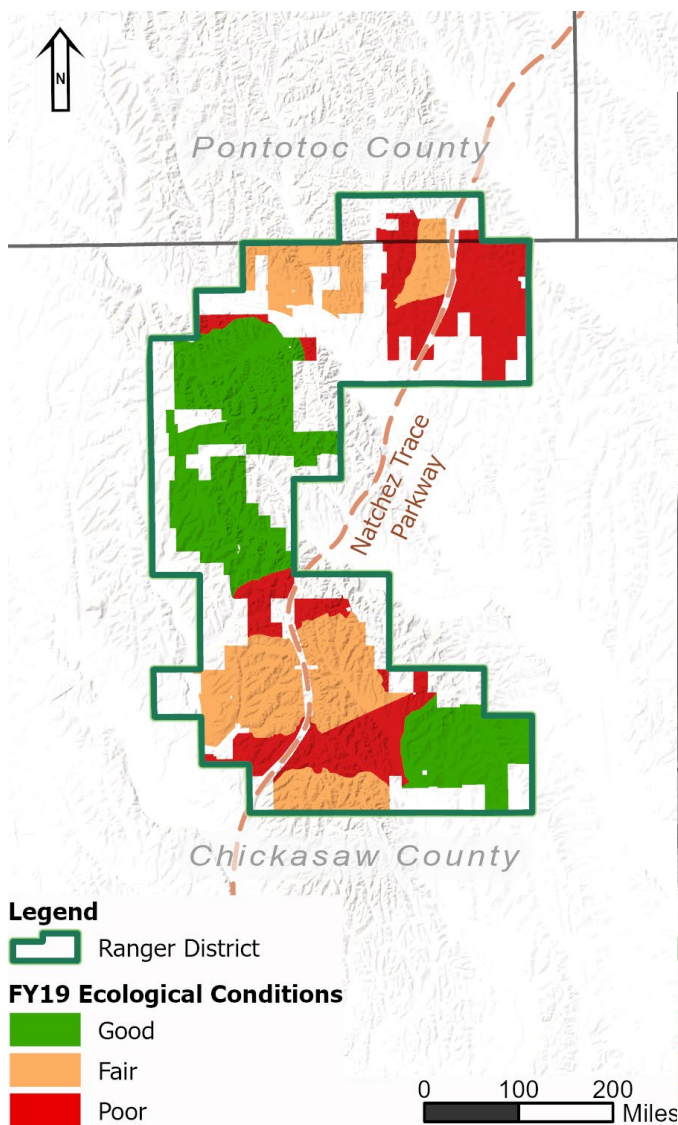 N
Pontotoc County
Natchez Trace
Parkway
Chickasaw County
Legend
Ranger District
FY19 Ecological Conditions
Good
Fair
Poor
0 100 200
Miles